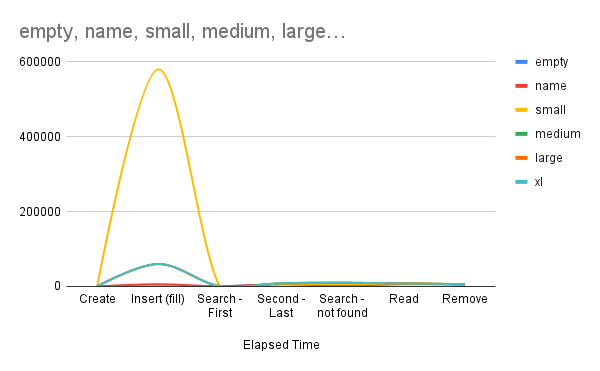 empty, name, small, medium, large…
600000
400000
200000
0
empty
name
small
medium
large
xl
Create
Insert (fill)
Search -
First
Second -
Last
Search -
not found
Read
Remove
Elapsed Time